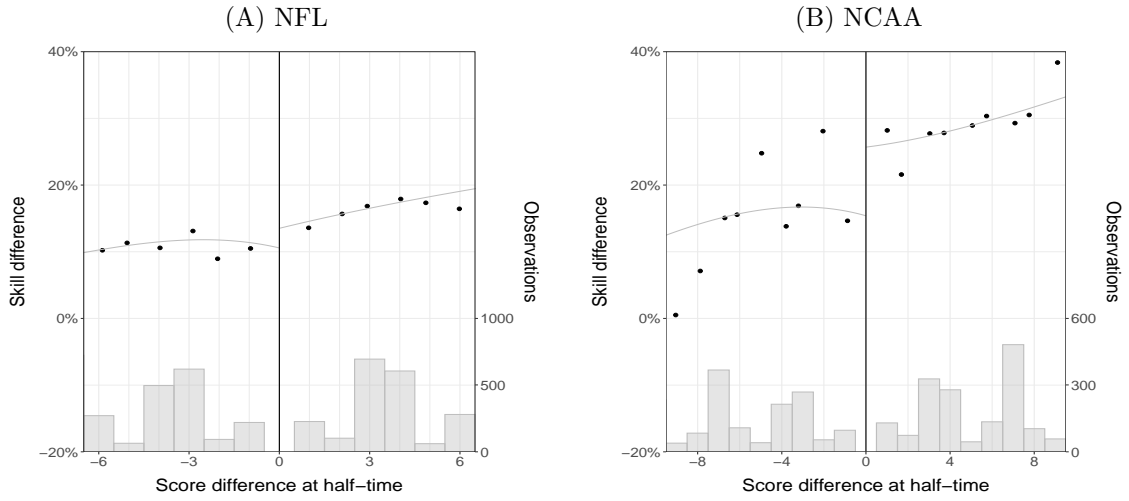 (A) NFL
40%
20%
0%
−20%
Skill difference
1000
500
0
Observations
−6 −3 0 3 6
Score difference at half−time
(B) NCAA
40%
20%
0%
−20%
Skill difference
600
300
0
Observations
−8 −4 0 4 8
Score difference at half−time